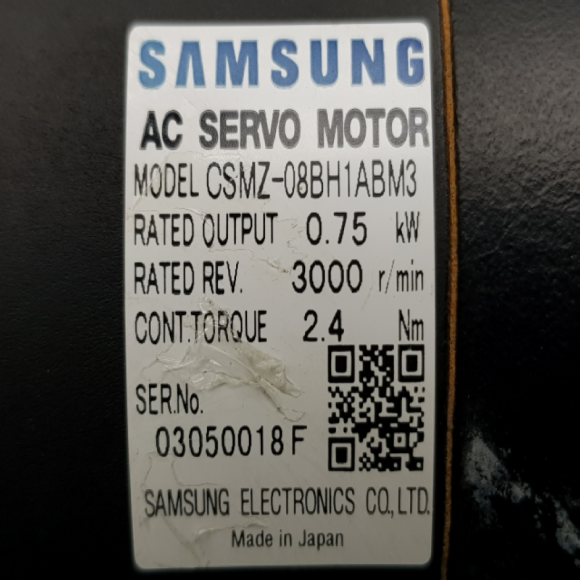 SAMSUNG
AC SERVO MOTOR
MODEL CSMZ-08BH1ABM3
RATED OUTPUT 0.75 kW
RATED REV. 3000 r/min
CONT.TORQUE 2.4 Nm
SER.No.
03050018F
SAMSUNG ELECTRONICS CO.,LTD.
Made in Japan